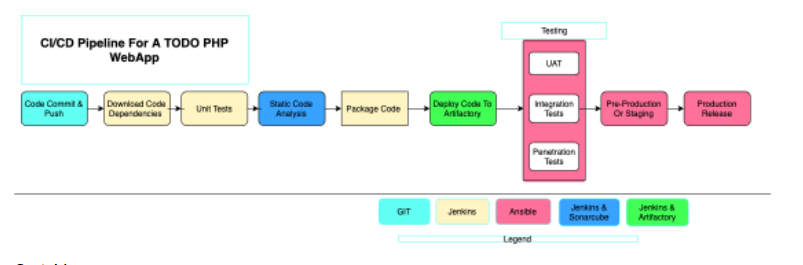 CI/CD Pipeline For A TODO PHP
WebApp
Testing
UAT
Code Commit &
Push
Download Code
Dependencies
Unit Tests
Static Code
Analysis
Package Code
Deploy Code To
Artifactory
Integration
Tests
Pre-Production
Or Staging
Production
Release
Penetration
Tests
GIT
Jenkins
Ansible
Jenkins &
Sonarcube
Jenkins &
Artifactory
Legend